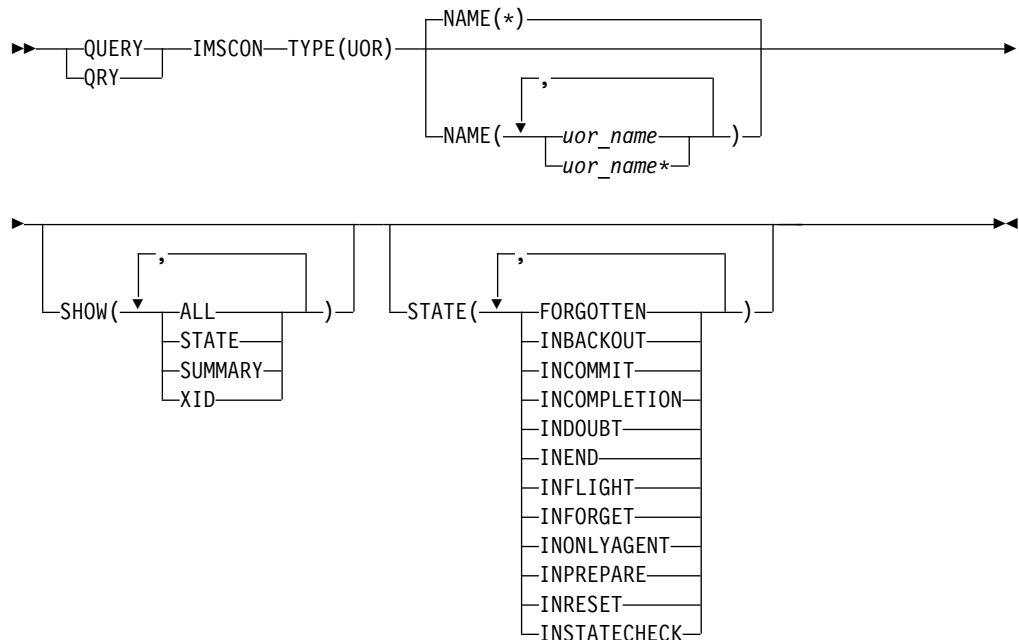 NAME(*)
QUERY IMSCON TYPE(UOR)
QRY
,
NAME( uor_name )
uor_name*
, ,
SHOW( ALL ) STATE( FORGOTTEN )
STATE INBACKOUT
SUMMARY INCOMMIT
XID INCOMPLETION
INDOUBT
INEND
INFLIGHT
INFORGET
INONLYAGENT
INPREPARE
INRESET
INSTATECHECK